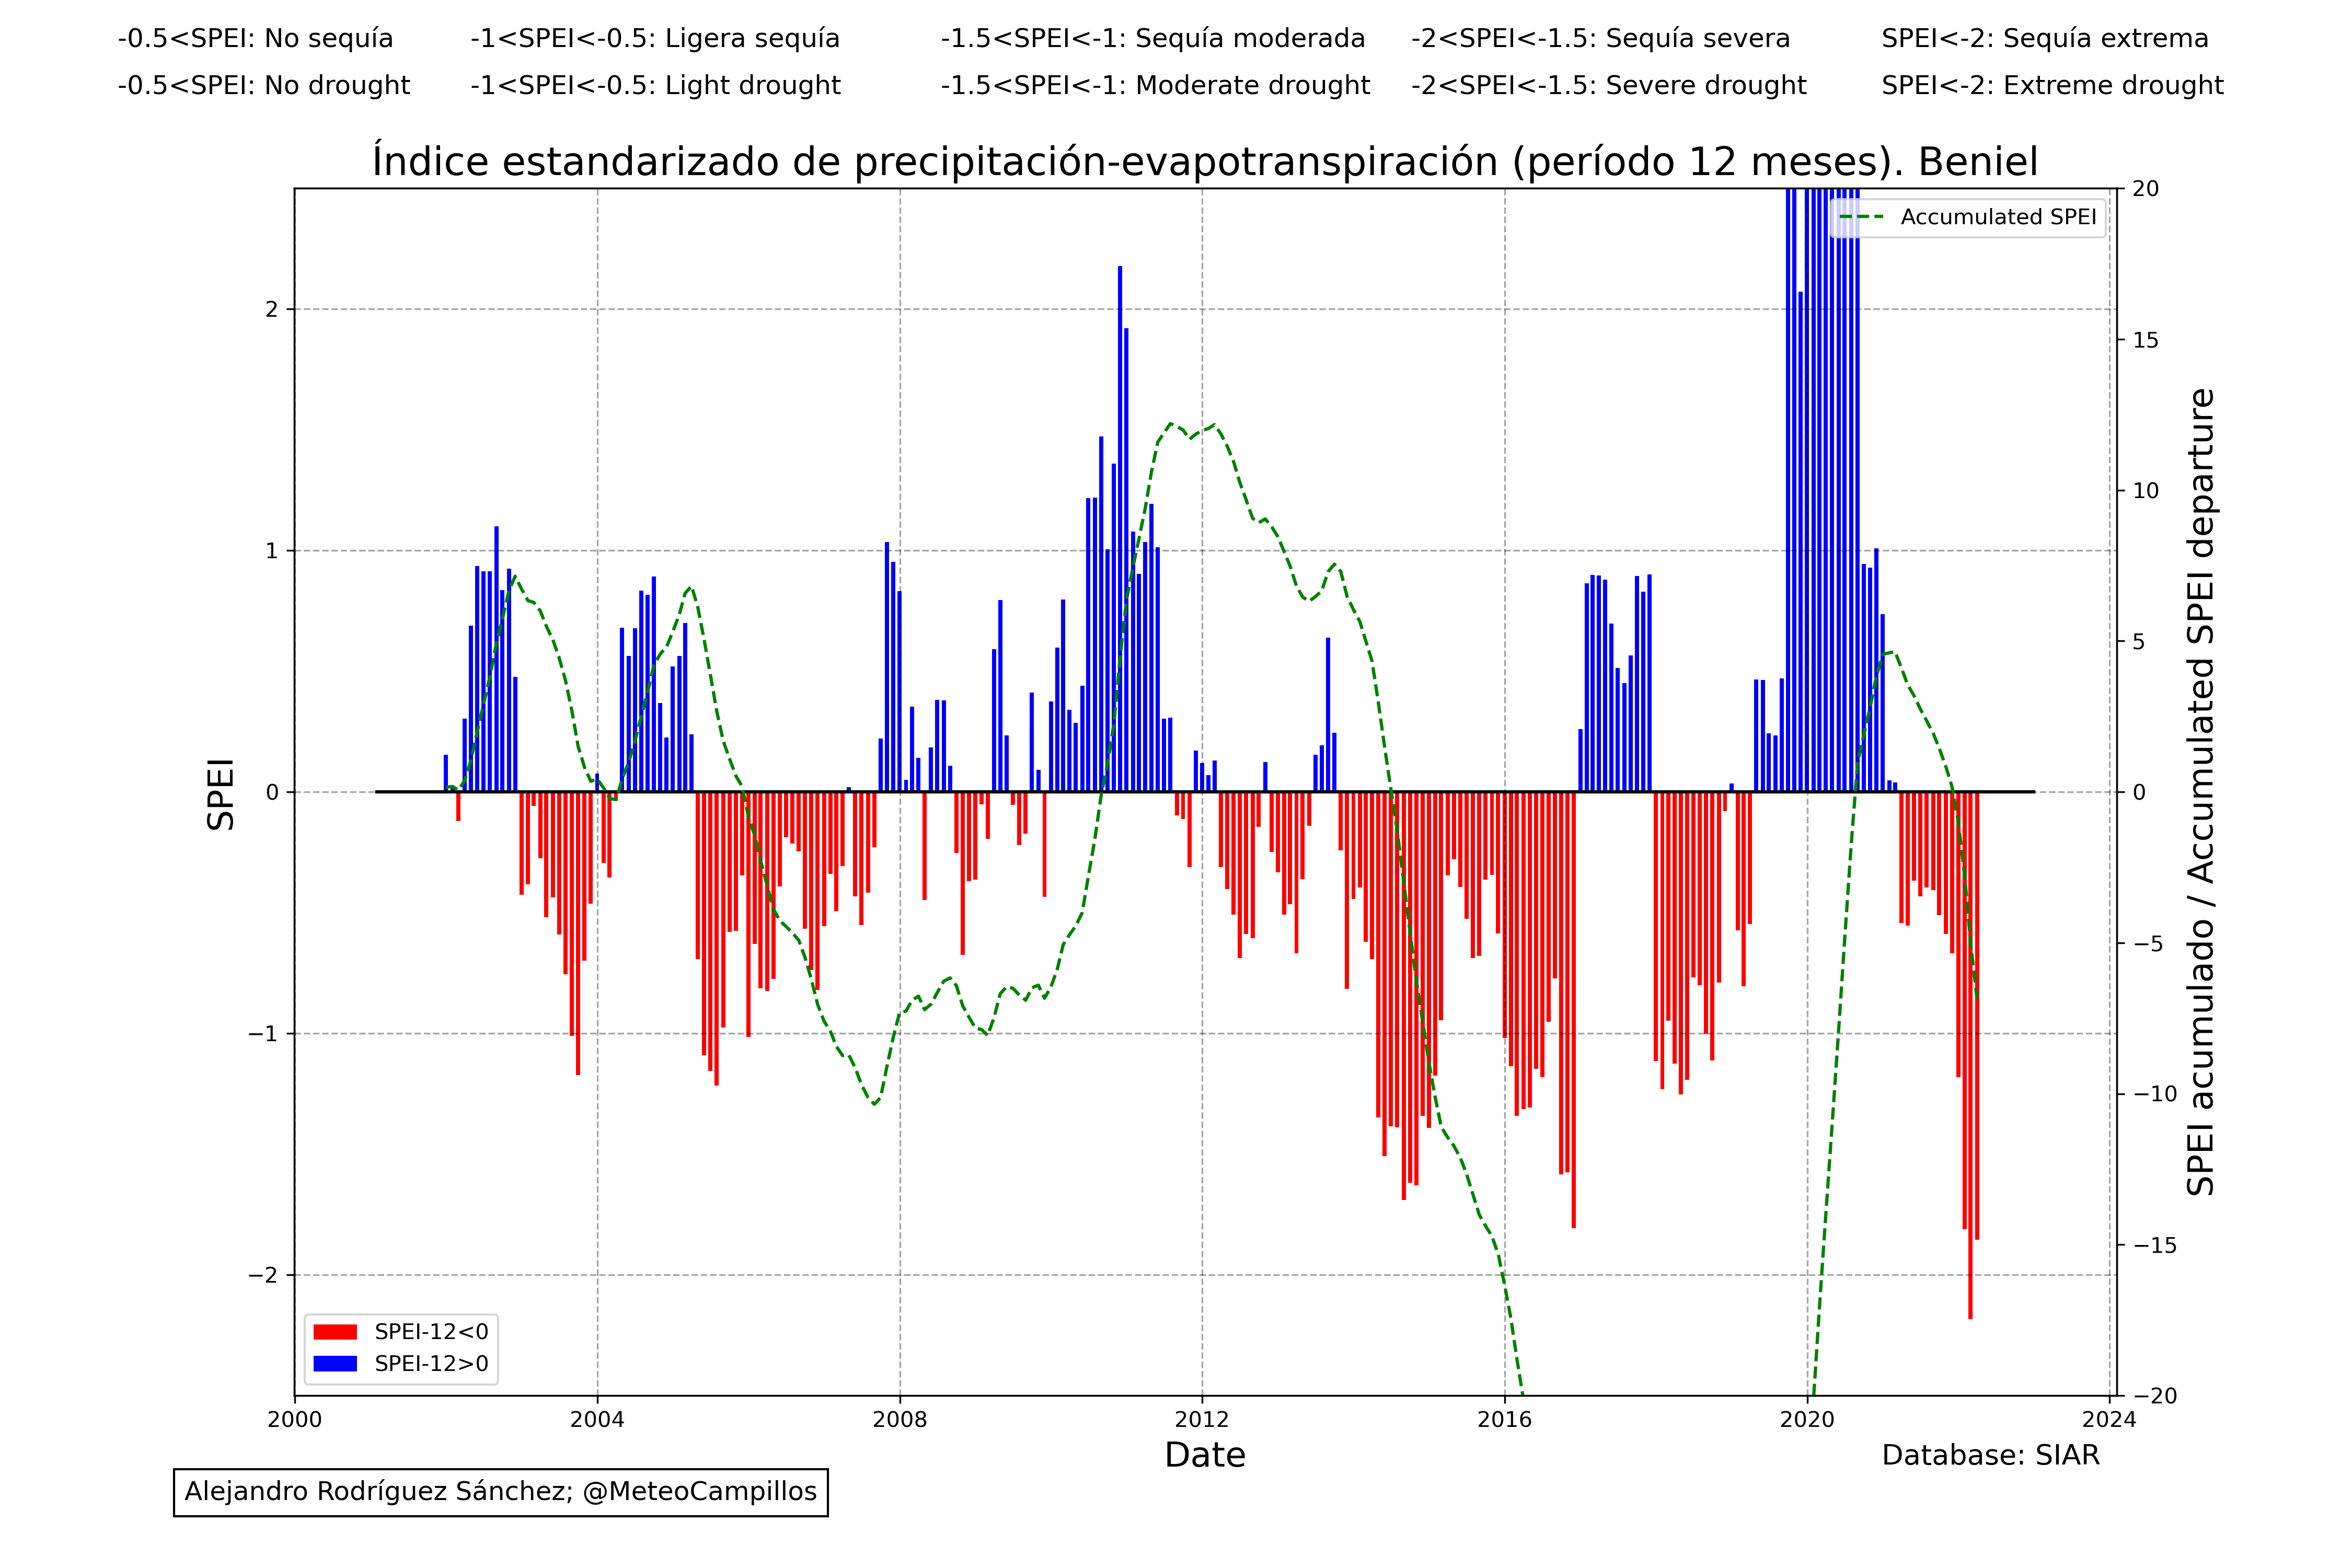 -0.5<SPEI: No sequía -1<SPEI<-0.5: Ligera sequía -1.5<SPEI<-1: Sequía moderada -2<SPEI<-1.5: Sequía severa SPEI<-2: Sequía extrema
-0.5<SPEI: No drought -1<SPEI<-0.5: Light drought -1.5<SPEI<-1: Moderate drought -2<SPEI<-1.5: Severe drought SPEI<-2: Extreme drought
Índice estandarizado de precipitación-evapotranspiración (período 12 meses). Beniel
Accumulated SPEI
SPEI
2
1
0
−1
−2
20
15
10
5
0
−5
−10
−15
−20
SPEI acumulado / Accumulated SPEI departure
SPEI-12<0
SPEI-12>0
2000 2004 2008 2012 2016 2020 2024
Date
Database: SIAR
Alejandro Rodríguez Sánchez; @MeteoCampillos